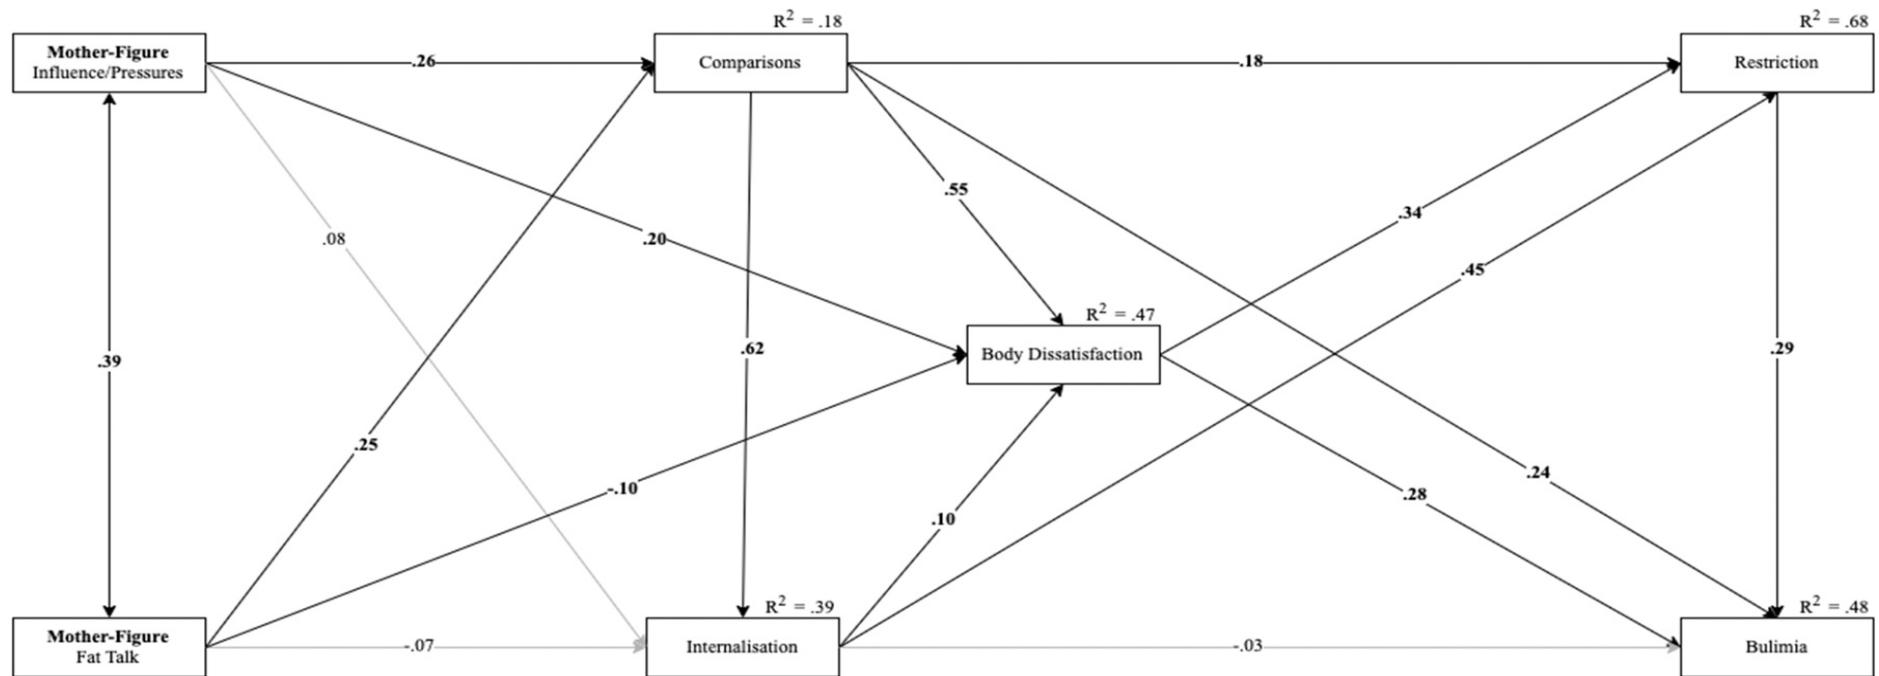 R² = .18
R² = .68
Mother-Figure
Influence/Pressures
.26
Comparisons
.18
Restriction
.55
.34
.08
.20
.45
R² = .47
.62
Body Dissatisfaction
.29
.39
.25
.24
-.10
.28
.10
R² = .39
R² = .48
Mother-Figure
Fat Talk
-.07
Internalisation
-.03
Bulimia